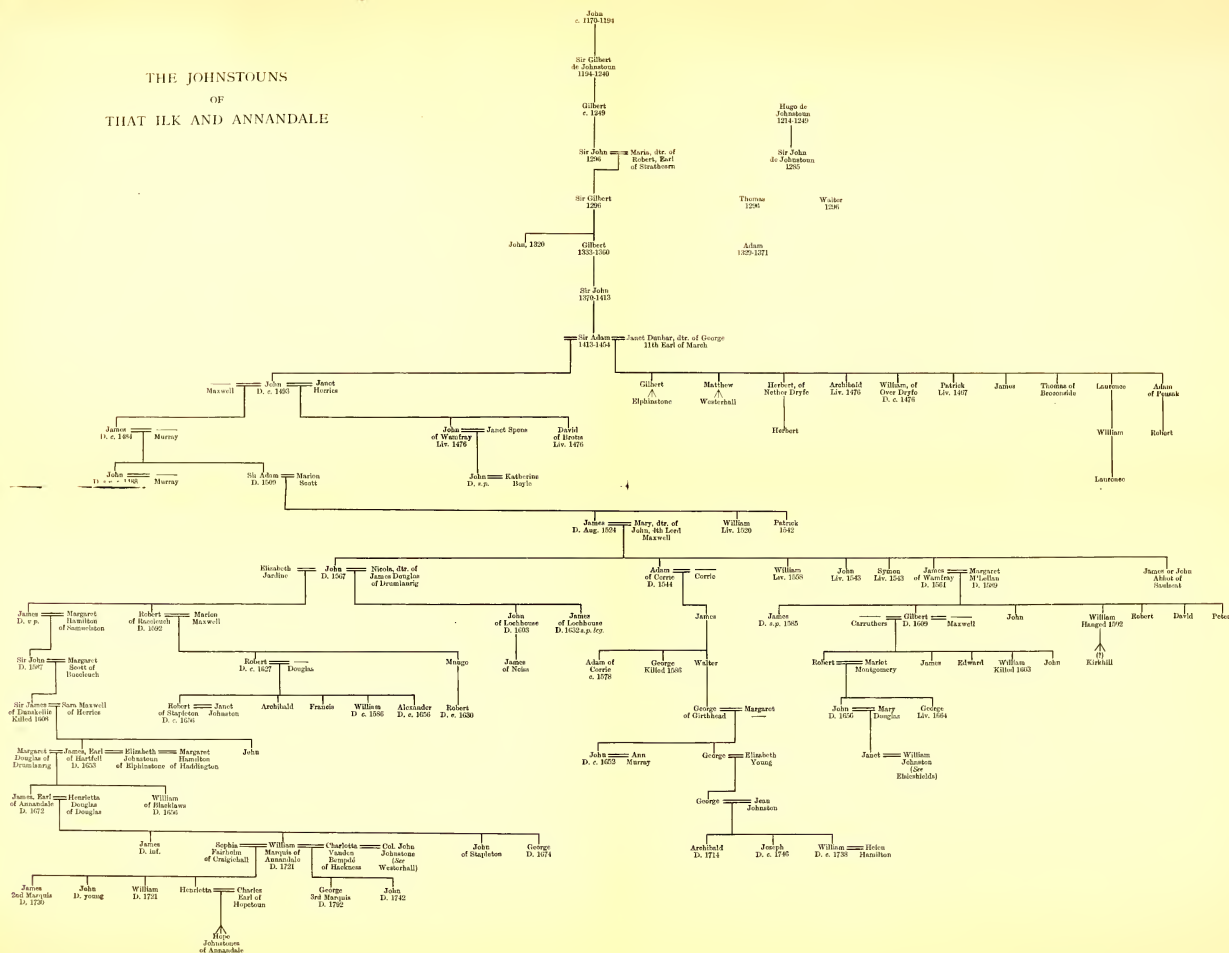 THE JOHNSTOUNS
OF
THAT ILK AND ANNANDALE
John
c. 1170-1194
Sir Gilbert
de Johnstoun
1194-1240
Gilbert
c. 1249
Hugo de
Johnstoun
1214-1249
Sir John
1296
Maria, dtr. of
Robert, Earl
of Strathearn
Sir John
de Johnstoun
1285
Sir Gilbert
1296
Thomas
1296
Walter
1296
John, 1320
Gilbert
1333-1360
Adam
1329-1371
Sir John
1370-1413
Sir Adam
1413-1454
Janet Dunbar, dtr. of George
11th Earl of March
Maxwell
John
D. c. 1493
Janet
Herries
Gilbert
Elphinstone
Matthew
Westerhall
Herbert, of
Nether Dryfe
Archibald
Liv. 1476
William, of
Over Dryfe
D. c. 1476
Patrick
Liv. 1467
James
Thomas of
Broconside
Laurence
Adam
of Penlak
James
D. c. 1484
Murray
John
of Wamfray
Liv. 1476
Janet Spens
David
of Brotis
Liv. 1476
Herbert
William
Robert
John
Murray
Sir Adam
D. 1509
Marion
Scott
John
D. s.p.
Katherine
Boyle
Laurence
James
D. Aug. 1524
Mary, dtr. of
John, 4th Lord
Maxwell
William
Liv. 1520
Patrick
1542
Elizabeth
Jardine
John
D. 1567
Nicola, dtr. of
James Douglas
of Drumlanrig
Adam
of Corrie
D. 1544
Corrie
William
Liv. 1558
John
Liv. 1543
Symon
Liv. 1543
James
of Wamfray
D. 1561
Margaret
M'Lellan
D. 1589
James or John
Abbot of
Saulseat
James
D. v p.
Margaret
Hamilton
of Samuelston
Robert
of Raecleuch
D. 1592
Marion
Maxwell
John
of Lochhouse
D. 1603
James
of Lochhouse
D. 1632 s.p. leg.
James
James
D. s.p. 1585
Carruthers
Gilbert
D. 1609
Maxwell
John
William
Hanged 1592
Robert
David
Peter
Sir John
D. 1587
Margaret
Scott of
Buccleuch
Robert
D. c. 1627
Douglas
Mungo
James
of Neiss
Adam of
Corrie
c. 1578
George
Killed 1586
Walter
Robert
Mariet
Montgomery
James
Edward
William
Killed 1603
John
(?)
Kirkhill
Sir James
of Dunskellie
Killed 1608
Sara Maxwell
of Herries
Robert
of Stapleton
D. c. 1656
Janet
Johnston
Archibald
Francis
William
D c. 1586
Alexander
D. c. 1656
Robert
D. c. 1630
George
of Girthhead
Margaret
John
D. 1656
Mary
Douglas
George
Liv. 1664
Margaret
Douglas of
Drumlanrig
James, Earl
of Hartfell
D. 1653
Elizabeth
Johnstoun
of Elphinstone
Margaret
Hamilton
of Haddington
John
John
D. c. 1652
Ann
Murray
George
Elizabeth
Young
Janet
William
Johnston
(See
Elsieshields)
James, Earl
of Annandale
D. 1672
Henrietta
Douglas
of Douglas
William
of Blacklaws
D. 1656
George
Jean
Johnston
James
D. inf.
Sophia
Fairholm
of Craigiehall
William
Marquis of
Annandale
D. 1721
Charlotta
Vanden
Bempdé
of Hackness
Col. John
Johnstone
(See
Westerhall)
John
of Stapleton
George
D. 1674
Archibald
D. 1714
Joseph
D. c. 1746
William
D. c. 1738
Helen
Hamilton
James
2nd Marquis
D. 1730
John
D. young
William
D. 1721
Henrietta
Charles
Earl of
Hopetoun
George
3rd Marquis
D. 1792
John
D. 1742
Hope
Johnstones
of Annandale